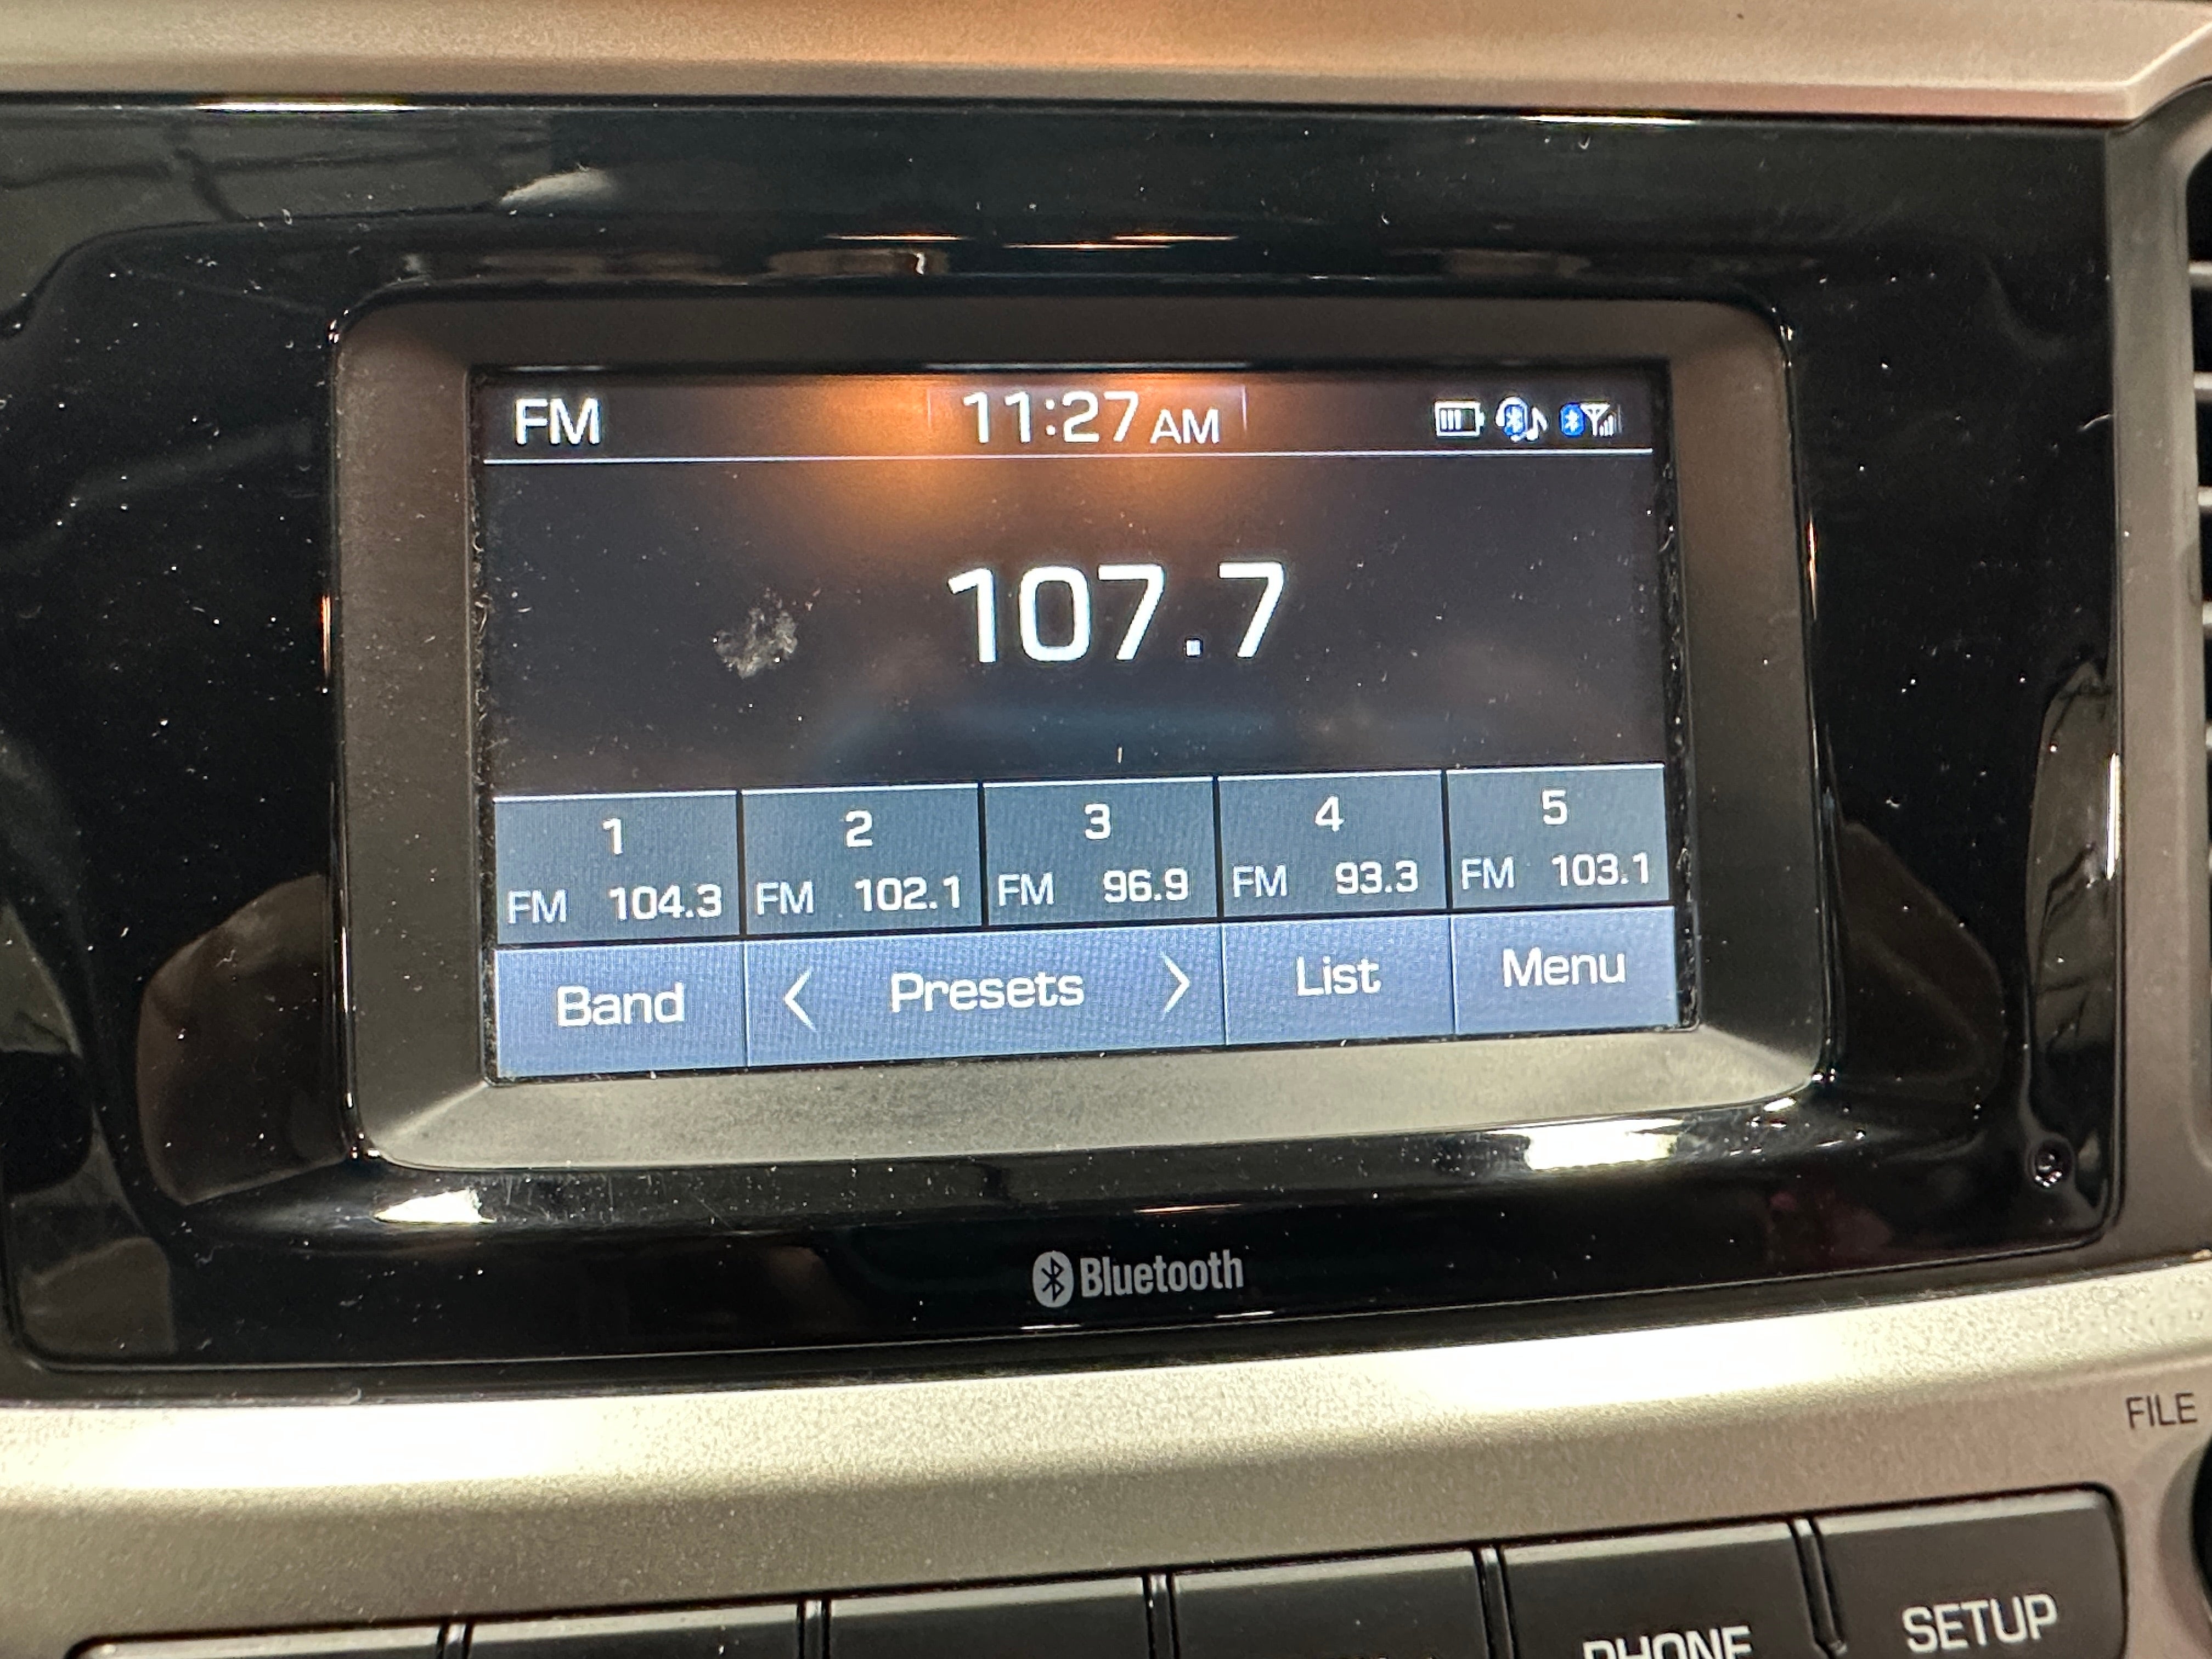 FM 11:27 AM
107.7
1 2 3 4 5
FM 104.3 FM 102.1 FM 96.9 FM 93.3 FM 103.1
Band < Presets > List Menu
Bluetooth
FILE
PHONE SETUP